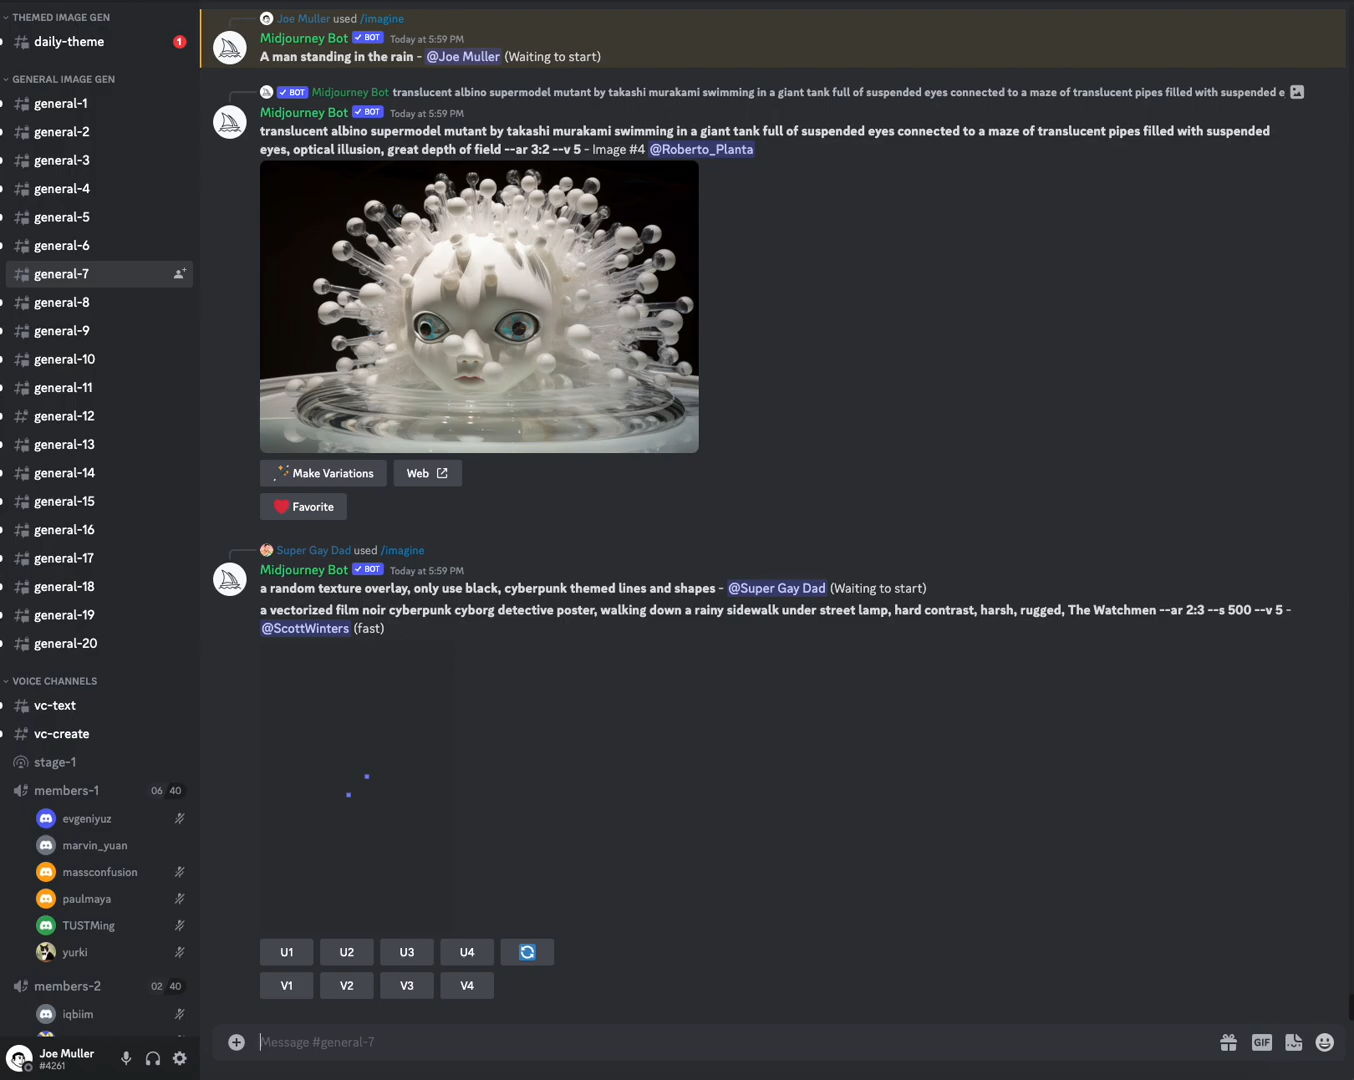 THEMED IMAGE GEN
daily-theme
1
GENERAL IMAGE GEN
general-1
general-2
general-3
general-4
general-5
general-6
general-7
general-8
general-9
general-10
general-11
general-12
general-13
general-14
general-15
general-16
general-17
general-18
general-19
general-20
VOICE CHANNELS
vc-text
vc-create
stage-1
members-1 06 40
evgeniyuz
marvin_yuan
massconfusion
paulmaya
TUSTMing
yurki
members-2 02 40
iqbiim
Joe Muller
#4261
Joe Muller used /imagine
Midjourney Bot ✓ BOT Today at 5:59 PM
A man standing in the rain - @Joe Muller (Waiting to start)
✓ BOT Midjourney Bot translucent albino supermodel mutant by takashi murakami swimming in a giant tank full of suspended eyes connected to a maze of translucent pipes filled with suspended e
Midjourney Bot ✓ BOT Today at 5:59 PM
translucent albino supermodel mutant by takashi murakami swimming in a giant tank full of suspended eyes connected to a maze of translucent pipes filled with suspended
eyes, optical illusion, great depth of field --ar 3:2 --v 5 - Image #4 @Roberto_Planta
Make Variations
Web
Favorite
Super Gay Dad used /imagine
Midjourney Bot ✓ BOT Today at 5:59 PM
a random texture overlay, only use black, cyberpunk themed lines and shapes - @Super Gay Dad (Waiting to start)
a vectorized film noir cyberpunk cyborg detective poster, walking down a rainy sidewalk under street lamp, hard contrast, harsh, rugged, The Watchmen --ar 2:3 --s 500 --v 5 -
@ScottWinters (fast)
U1 U2 U3 U4
V1 V2 V3 V4
Message #general-7
GIF